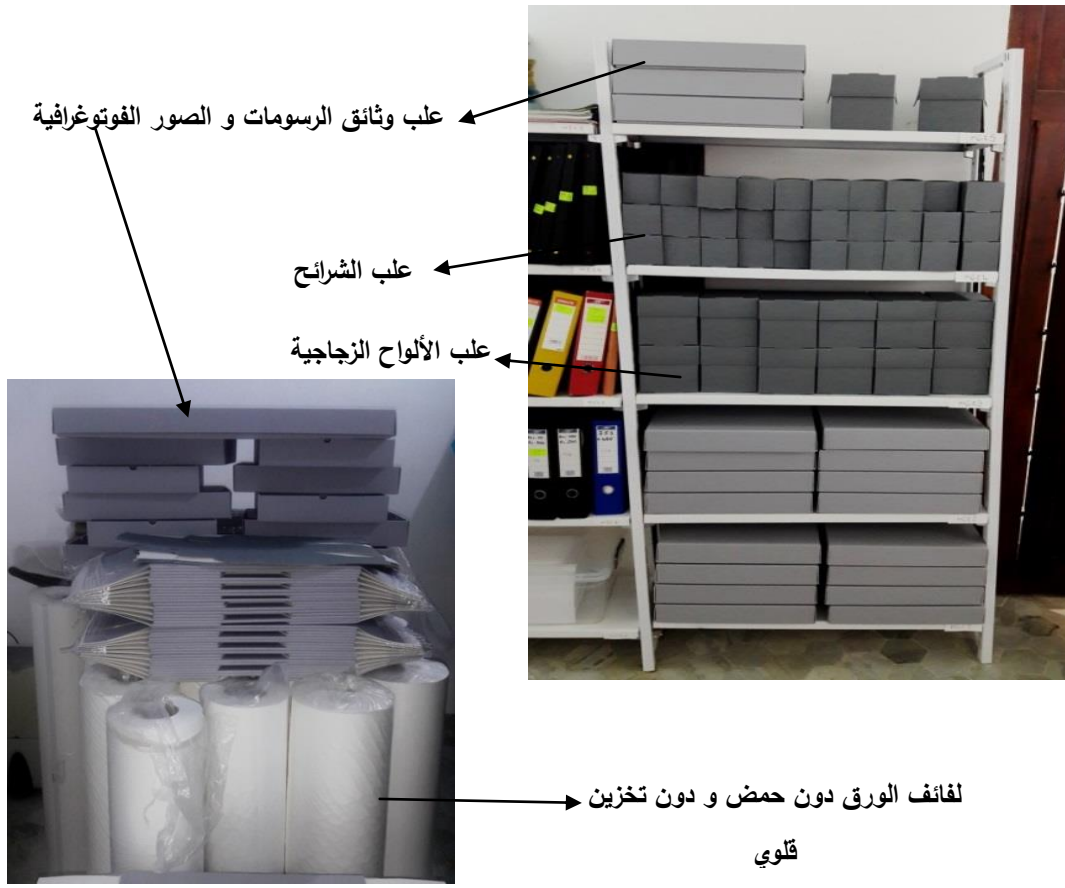 علب وثائق الرسومات و الصور الفوتوغرافية
علب الشرائح
علب الألواح الزجاجية
لفائف الورق دون حمض و دون تخزين
قلوي